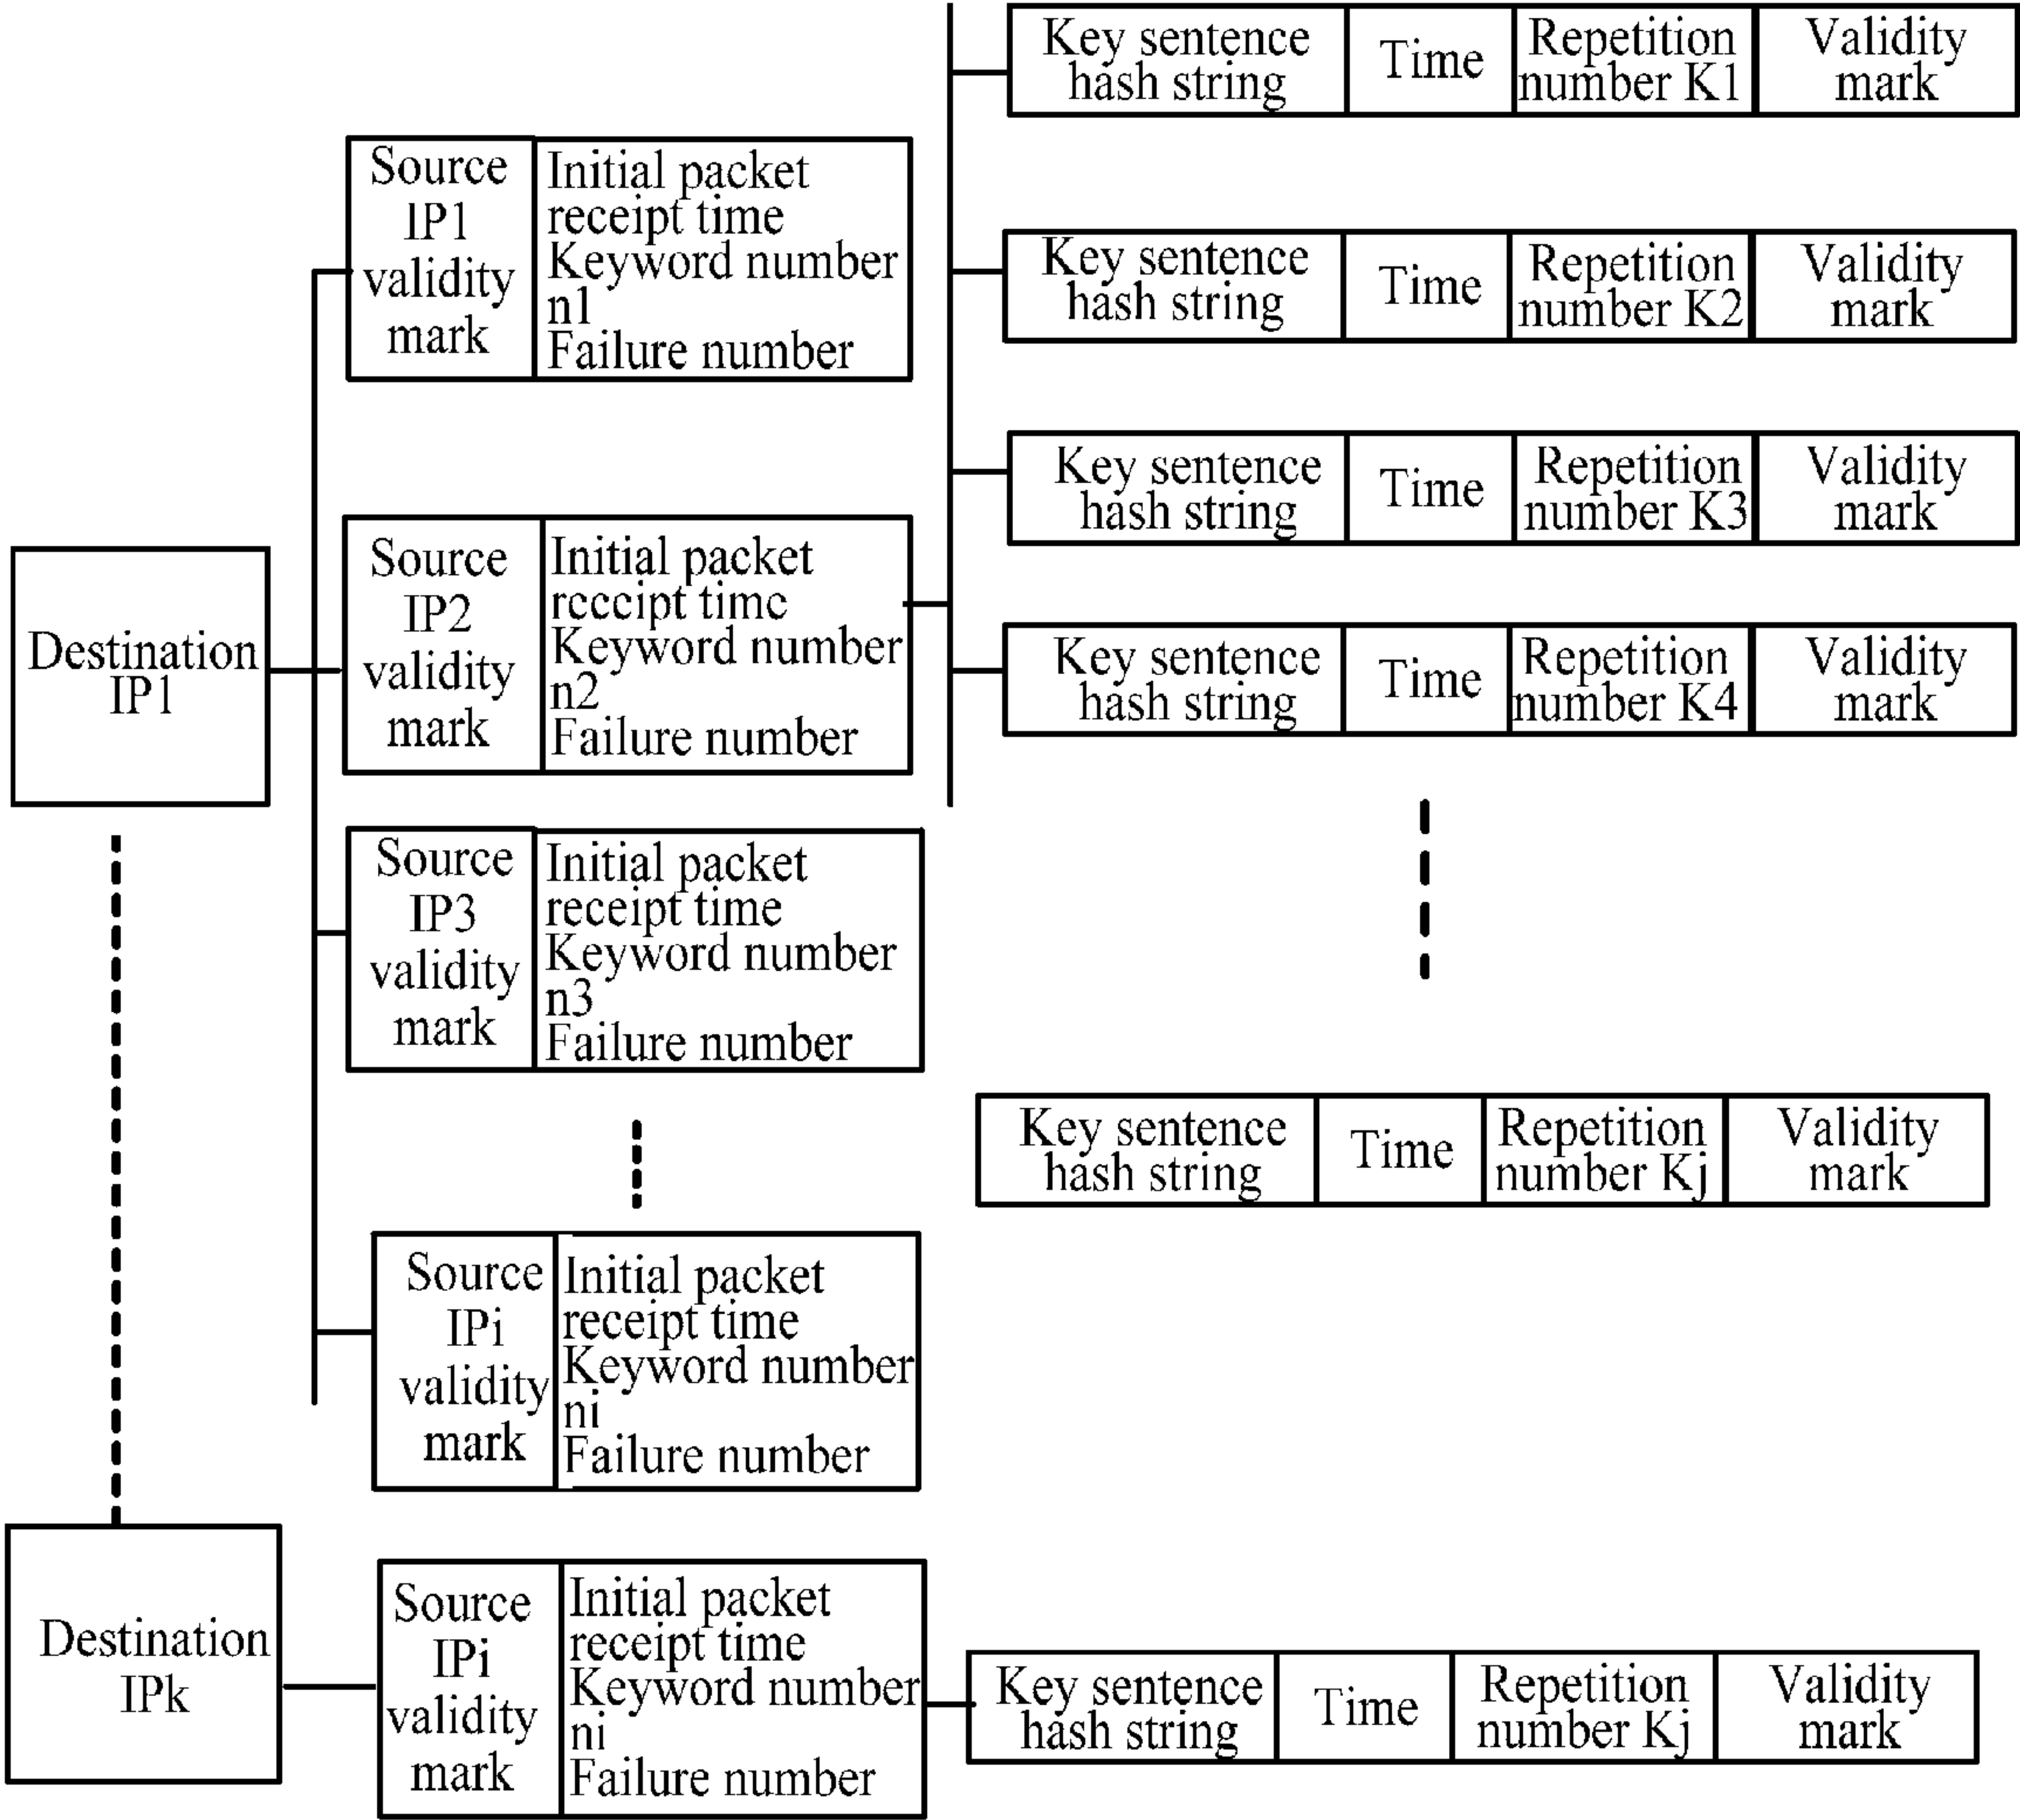 Key sentence
hash string
Time
Repetition
number K1
Validity
mark
Source
IP1
validity
mark
Initial packet
receipt time
Keyword number
n1
Failure number
Key sentence
hash string
Time
Repetition
number K2
Validity
mark
Key sentence
hash string
Time
Repetition
number K3
Validity
mark
Destination
IP1
Source
IP2
validity
mark
Initial packet
receipt time
Keyword number
n2
Failure number
Key sentence
hash string
Time
Repetition
number K4
Validity
mark
Source
IP3
validity
mark
Initial packet
receipt time
Keyword number
n3
Failure number
Key sentence
hash string
Time
Repetition
number Kj
Validity
mark
Source
IPi
validity
mark
Initial packet
receipt time
Keyword number
ni
Failure number
Destination
IPk
Source
IPi
validity
mark
Initial packet
receipt time
Keyword number
ni
Failure number
Key sentence
hash string
Time
Repetition
number Kj
Validity
mark